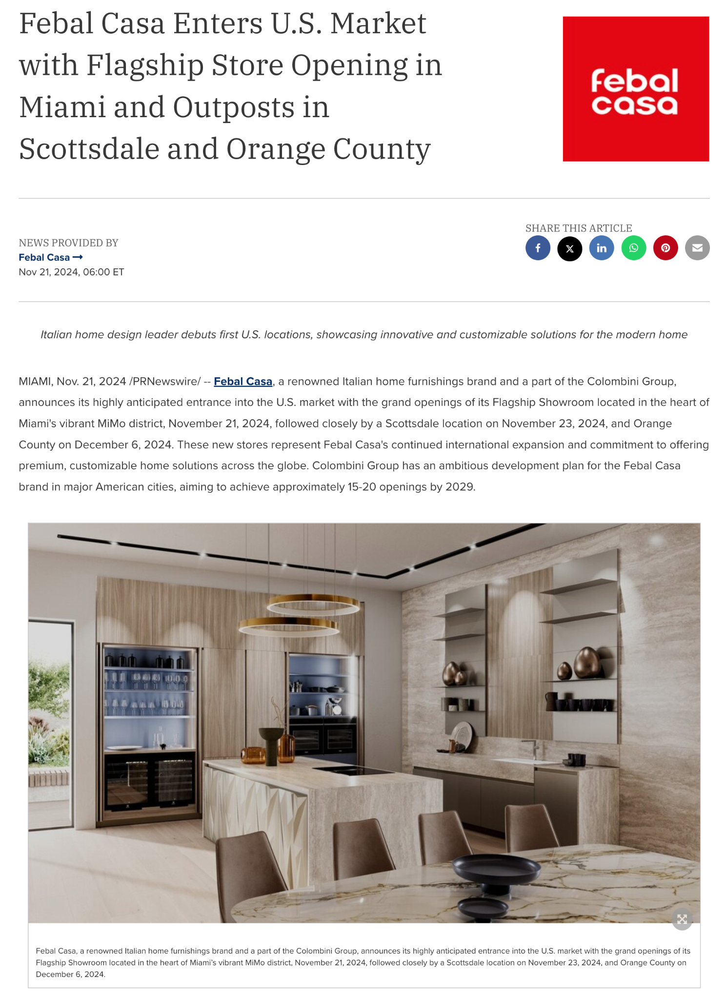 Febal Casa Enters U.S. Market
with Flagship Store Opening in
Miami and Outposts in
Scottsdale and Orange County
febal
casa
NEWS PROVIDED BY
Febal Casa
Nov 21, 2024, 06:00 ET
SHARE THIS ARTICLE
Italian home design leader debuts first U.S. locations, showcasing innovative and customizable solutions for the modern home
MIAMI, Nov. 21, 2024 /PRNewswire/ -- Febal Casa, a renowned Italian home furnishings brand and a part of the Colombini Group,
announces its highly anticipated entrance into the U.S. market with the grand openings of its Flagship Showroom located in the heart of
Miami's vibrant MiMo district, November 21, 2024, followed closely by a Scottsdale location on November 23, 2024, and Orange
County on December 6, 2024. These new stores represent Febal Casa's continued international expansion and commitment to offering
premium, customizable home solutions across the globe. Colombini Group has an ambitious development plan for the Febal Casa
brand in major American cities, aiming to achieve approximately 15-20 openings by 2029.
Febal Casa, a renowned Italian home furnishings brand and a part of the Colombini Group, announces its highly anticipated entrance into the U.S. market with the grand openings of its
Flagship Showroom located in the heart of Miami's vibrant MiMo district, November 21, 2024, followed closely by a Scottsdale location on November 23, 2024, and Orange County on
December 6, 2024.